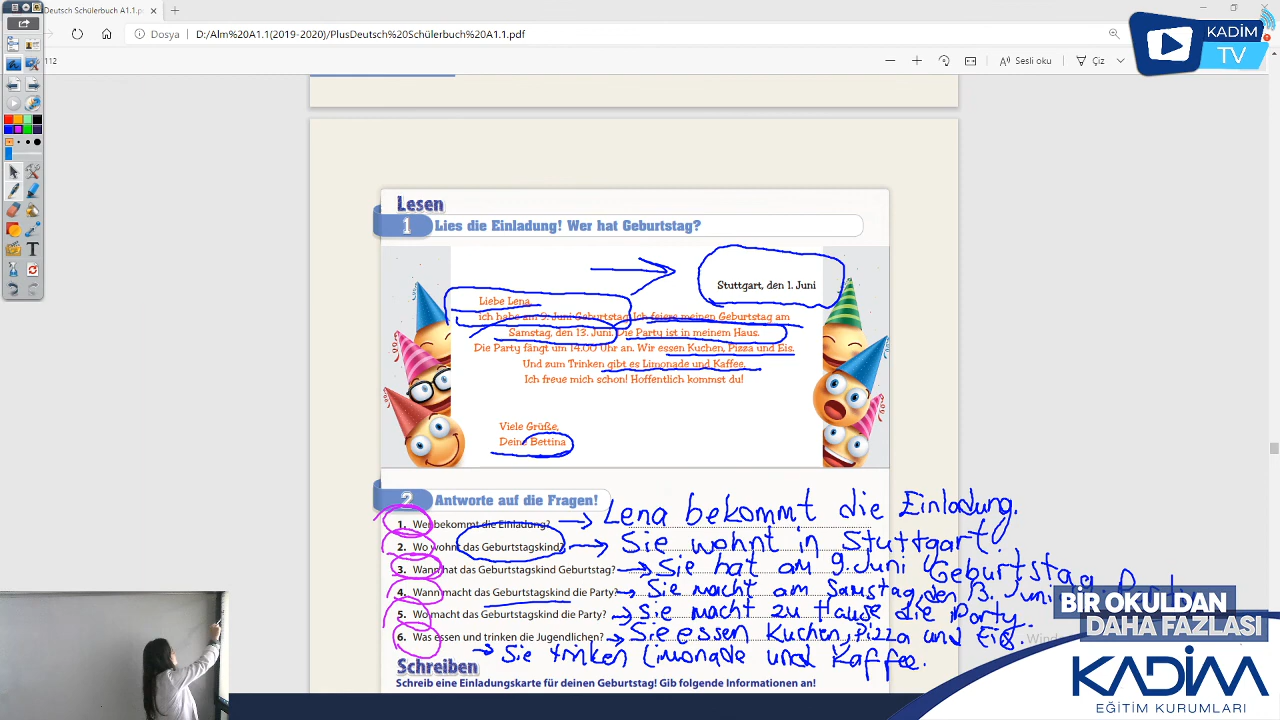 Deutsch Schülerbuch A1.1.p
Dosya
D:/Alm%20A1.1(2019-2020)/PlusDeutsch%20Schülerbuch%20A1.1.pdf
112
Sesli oku
Çiz
KADİM
TV
Lesen
1 Lies die Einladung! Wer hat Geburtstag?
Stuttgart, den 1. Juni
Liebe Lena,
ich habe am 9. Juni Geburtstag. Ich feiere meinen Geburtstag am
Samstag, den 13. Juni. Die Party ist in meinem Haus.
Die Party fängt um 14.00 Uhr an. Wir essen Kuchen, Pizza und Eis.
Und zum Trinken gibt es Limonade und Kaffee.
Ich freue mich schon! Hoffentlich kommst du!
Viele Grüße,
Deine Bettina
2 Antworte auf die Fragen!
1. Wer bekommt die Einladung? → Lena bekommt die Einladung.
2. Wo wohnt das Geburtstagskind? → Sie wohnt in Stuttgart.
3. Wann hat das Geburtstagskind Geburtstag? → Sie hat am 9. Juni Geburtstag
4. Wann macht das Geburtstagskind die Party? → Sie macht am Samstag, den 13. Juni
5. Wo macht das Geburtstagskind die Party? → Sie macht zu Hause die Party.
6. Was essen und trinken die Jugendlichen? → Sie essen Kuchen, Pizza und Eis.
→ Sie trinken Limonade und Kaffee.
Schreiben
Schreib eine Einladungskarte für deinen Geburtstag! Gib folgende Informationen an!
BİR OKULDAN
DAHA FAZLASI
KADİM
EĞİTİM KURUMLARI